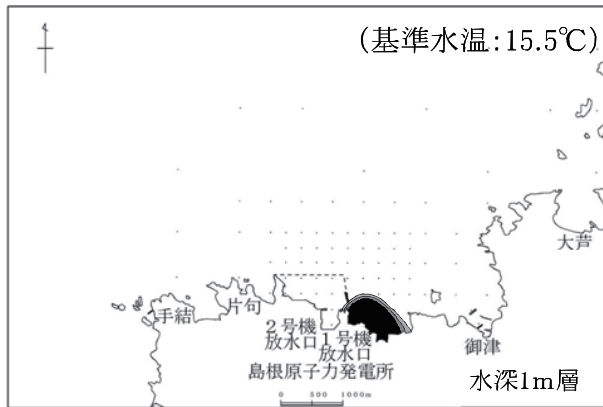 (基準水温:15.5℃)
大芦
手結
片句
2号機
放水口
1号機
放水口
御津
島根原子力発電所
水深1m層
0 500 1000m